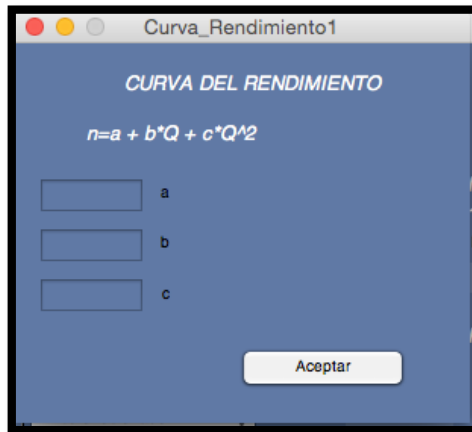 Curva_Rendimiento1
CURVA DEL RENDIMIENTO
n=a + b*Q + c*Q^2
a
b
c
Aceptar